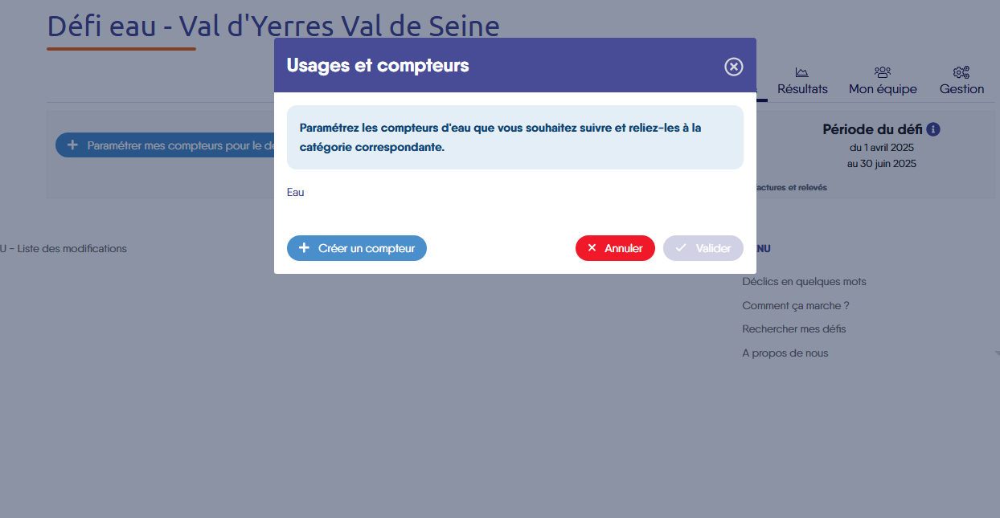 Défi eau - Val d'Yerres Val de Seine
Usages et compteurs
Résultats
Mon équipe
Gestion
Paramétrez les compteurs d'eau que vous souhaitez suivre et reliez-les à la
catégorie correspondante.
Paramétrer mes compteurs pour le
Période du défi
du 1 avril 2025
au 30 juin 2025
et relevés
Eau
Créer un compteur
Annuler
Valider
U - Liste des modifications
Déclics en quelques mots
Comment ça marche ?
Rechercher mes défis
A propos de nous